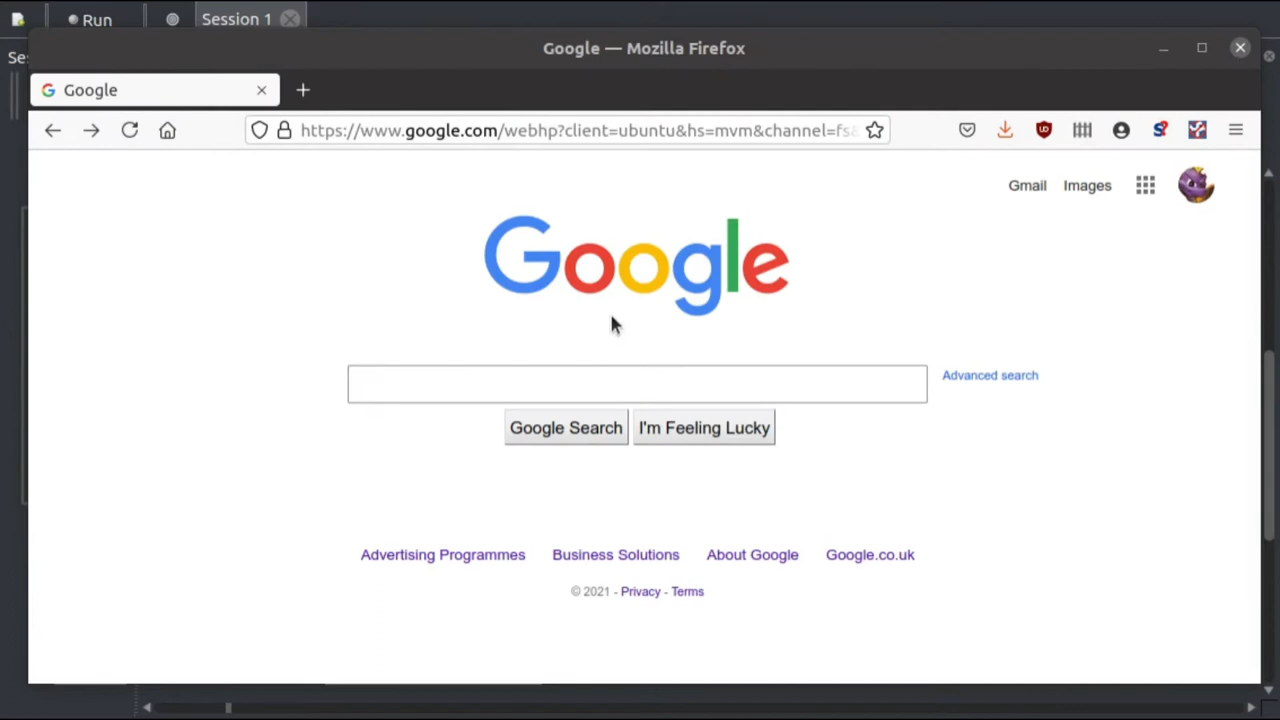 Run
Session 1
Google — Mozilla Firefox
Google
https://www.google.com/webhp?client=ubuntu&hs=mvm&channel=fs&
Gmail Images
Google
Advanced search
Google Search I'm Feeling Lucky
Advertising Programmes Business Solutions About Google Google.co.uk
© 2021 - Privacy - Terms